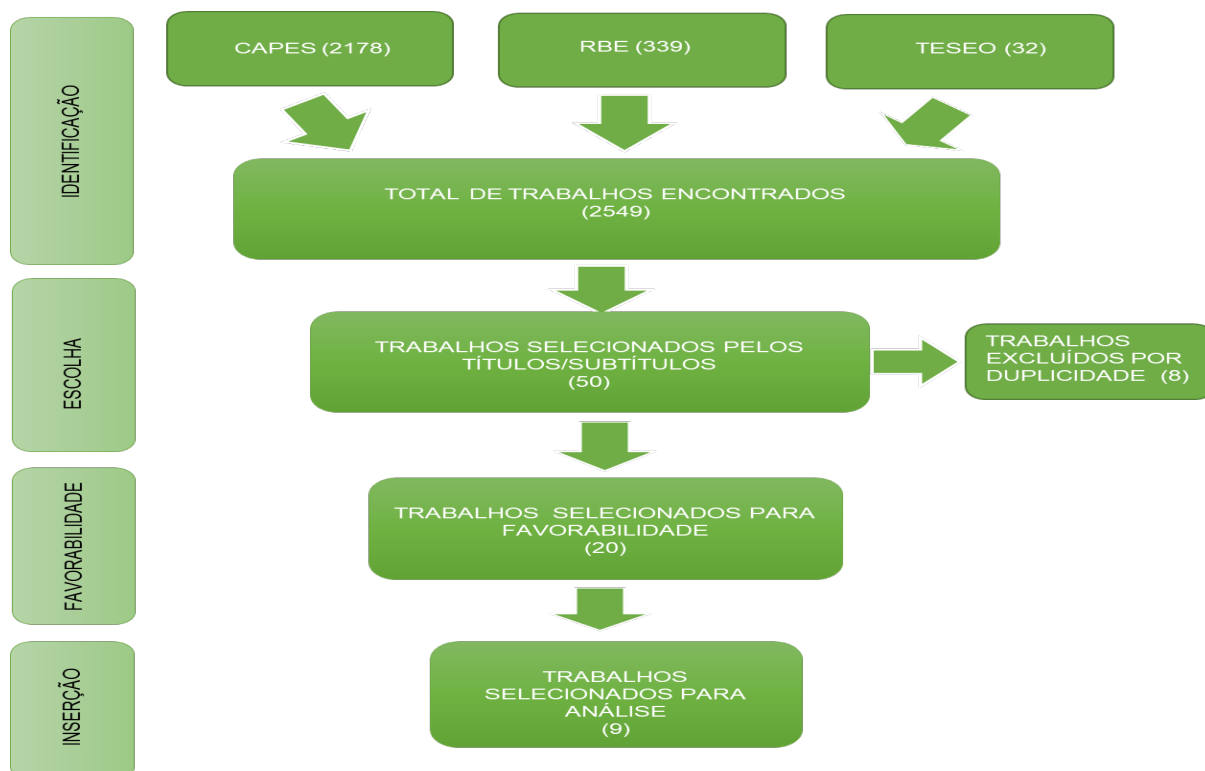 IDENTIFICAÇÃO
CAPES (2178)
RBE (339)
TESEO (32)
TOTAL DE TRABALHOS ENCONTRADOS
(2549)
ESCOLHA
TRABALHOS SELECIONADOS PELOS
TÍTULOS/SUBTÍTULOS
(50)
TRABALHOS
EXCLUÍDOS POR
DUPLICIDADE (8)
FAVORABILIDADE
TRABALHOS SELECIONADOS PARA
FAVORABILIDADE
(20)
INSERÇÃO
TRABALHOS
SELECIONADOS PARA
ANÁLISE
(9)